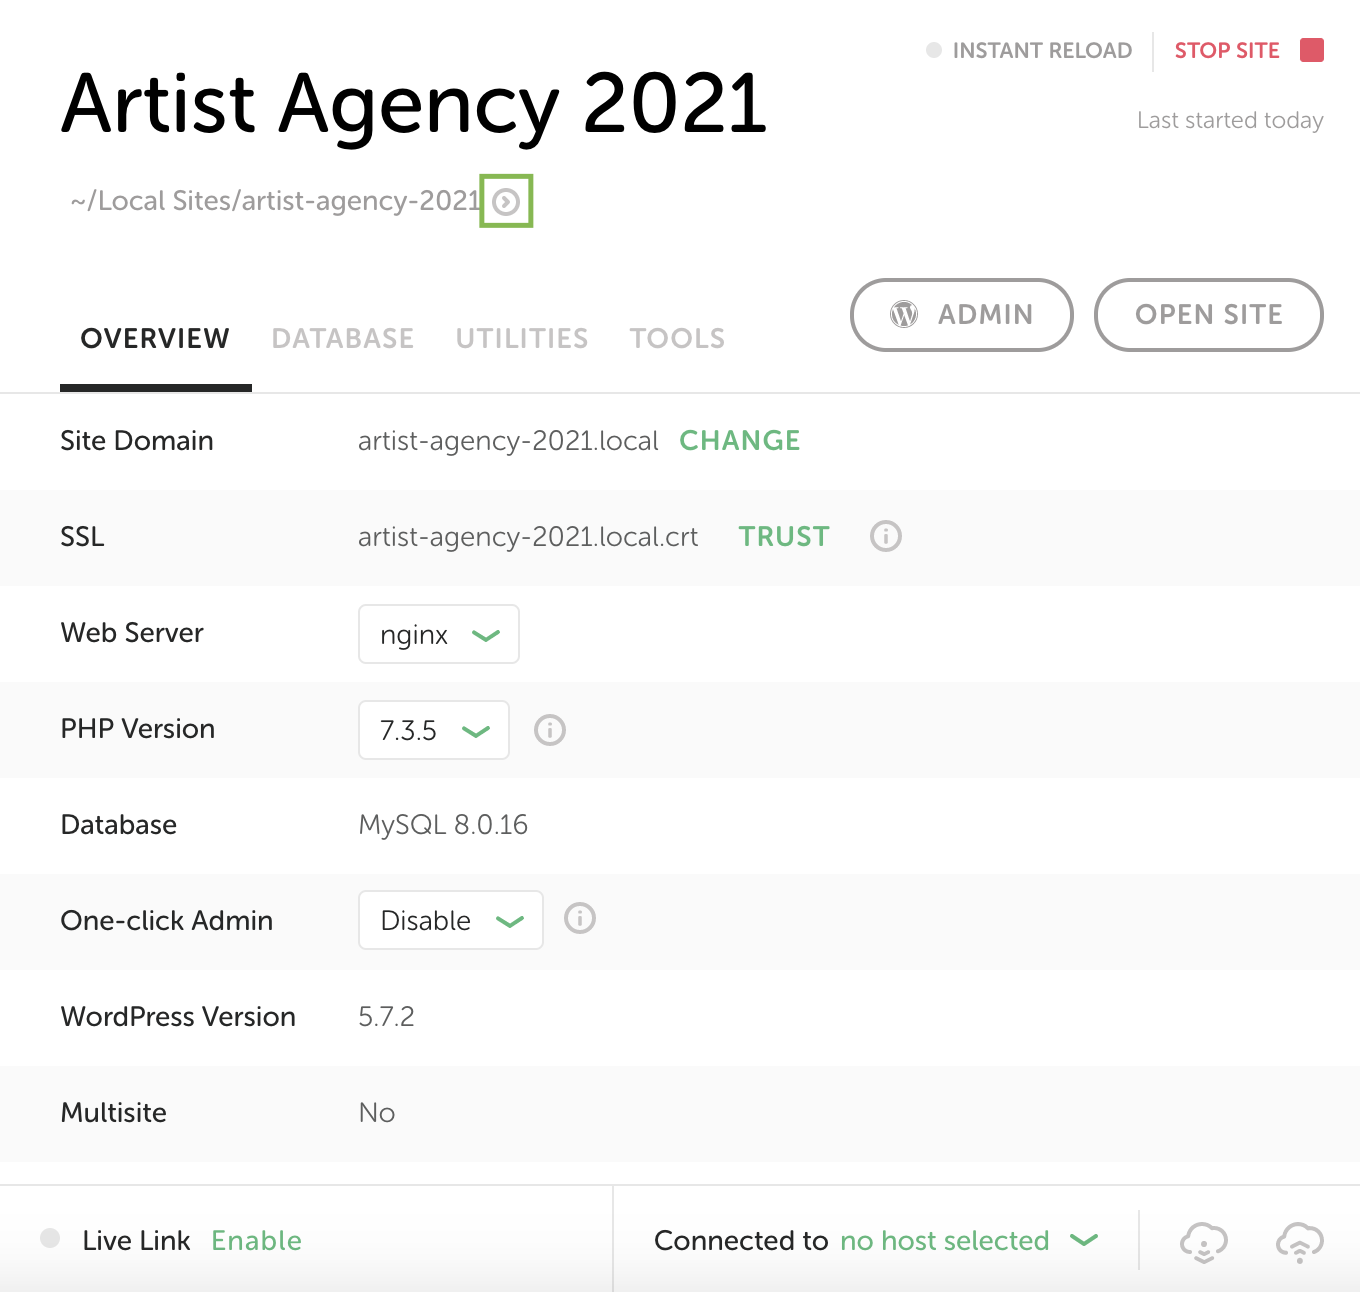 INSTANT RELOAD
STOP SITE
Artist Agency 2021
Last started today
~/Local Sites/artist-agency-2021
OVERVIEW
DATABASE
UTILITIES
TOOLS
ADMIN
OPEN SITE
Site Domain
artist-agency-2021.local
CHANGE
SSL
artist-agency-2021.local.crt
TRUST
Web Server
nginx
PHP Version
7.3.5
Database
MySQL 8.0.16
One-click Admin
Disable
WordPress Version
5.7.2
Multisite
No
Live Link
Enable
Connected to
no host selected